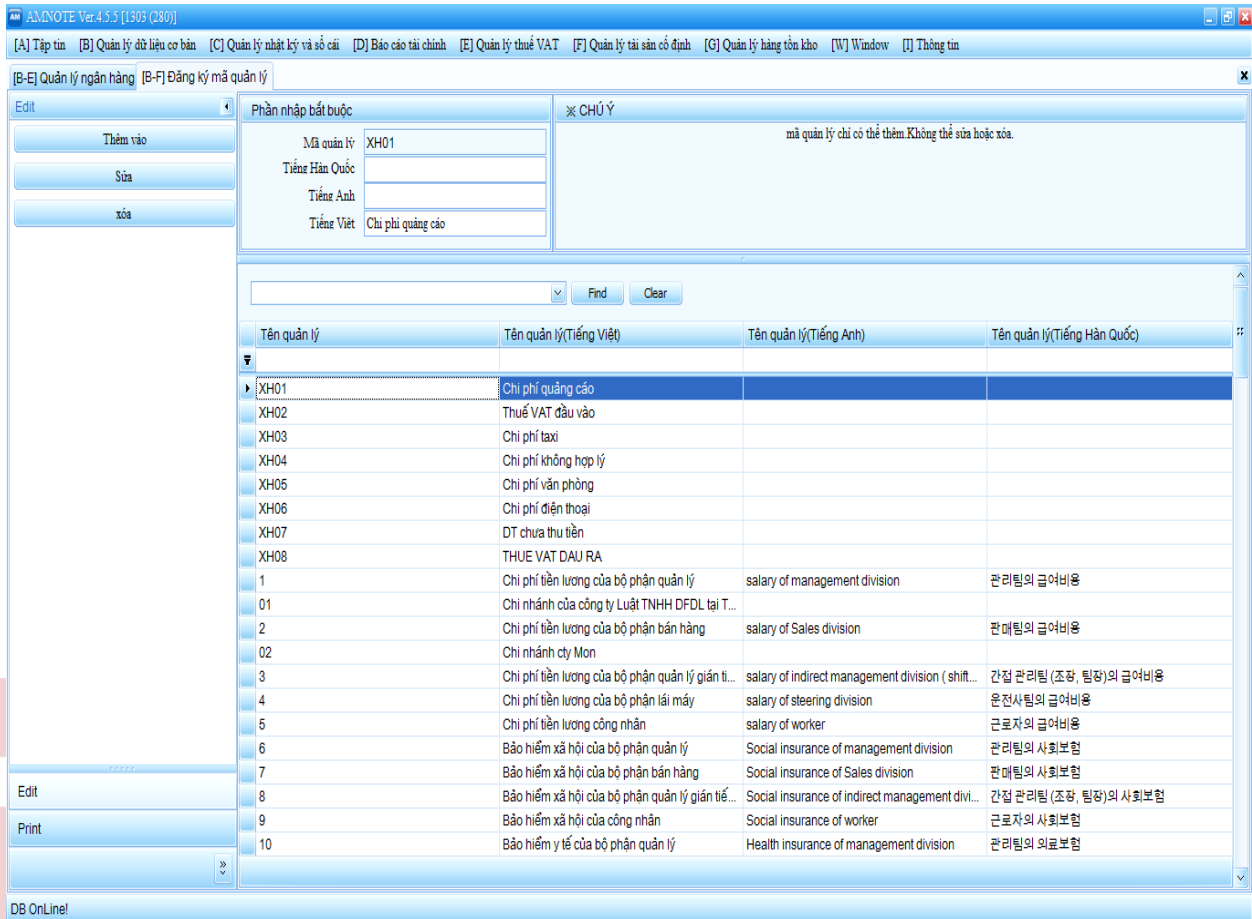 AMNOTE Ver.4.5.5 [1303 (280)]
[A] Tập tin [B] Quản lý dữ liệu cơ bản [C] Quản lý nhật ký và sổ cái [D] Báo cáo tài chính [E] Quản lý thuế VAT [F] Quản lý tài sản cố định [G] Quản lý hàng tồn kho [W] Window [I] Thông tin
[B-E] Quản lý ngân hàng [B-F] Đăng ký mã quản lý
Edit
Thêm vào
Sửa
xóa
Phần nhập bắt buộc
Mã quản lý XH01
Tiếng Hàn Quốc
Tiếng Anh
Tiếng Việt Chi phí quảng cáo
※ CHÚ Ý
mã quản lý chỉ có thể thêm.Không thể sửa hoặc xóa.
Find Clear
Tên quản lý Tên quản lý(Tiếng Việt) Tên quản lý(Tiếng Anh) Tên quản lý(Tiếng Hàn Quốc)
XH01 Chi phí quảng cáo
XH02 Thuế VAT đầu vào
XH03 Chi phí taxi
XH04 Chi phí không hợp lý
XH05 Chi phí văn phòng
XH06 Chi phí điện thoại
XH07 DT chưa thu tiền
XH08 THUE VAT DAU RA
1 Chi phí tiền lương của bộ phận quản lý salary of management division 관리팀의 급여비용
01 Chi nhánh của công ty Luật TNHH DFDL tại T...
2 Chi phí tiền lương của bộ phận bán hàng salary of Sales division 판매팀의 급여비용
02 Chi nhánh cty Mon
3 Chi phí tiền lương của bộ phận quản lý gián ti... salary of indirect management division ( shift... 간접 관리팀 (조장, 팀장)의 급여비용
4 Chi phí tiền lương của bộ phận lái máy salary of steering division 운전사팀의 급여비용
5 Chi phí tiền lương công nhân salary of worker 근로자의 급여비용
6 Bảo hiểm xã hội của bộ phận quản lý Social insurance of management division 관리팀의 사회보험
7 Bảo hiểm xã hội của bộ phận bán hàng Social insurance of Sales division 판매팀의 사회보험
8 Bảo hiểm xã hội của bộ phận quản lý gián tiế... Social insurance of indirect management divi... 간접 관리팀 (조장, 팀장)의 사회보험
9 Bảo hiểm xã hội của công nhân Social insurance of worker 근로자의 사회보험
10 Bảo hiểm y tế của bộ phận quản lý Health insurance of management division 관리팀의 의료보험
Edit
Print
DB OnLine!